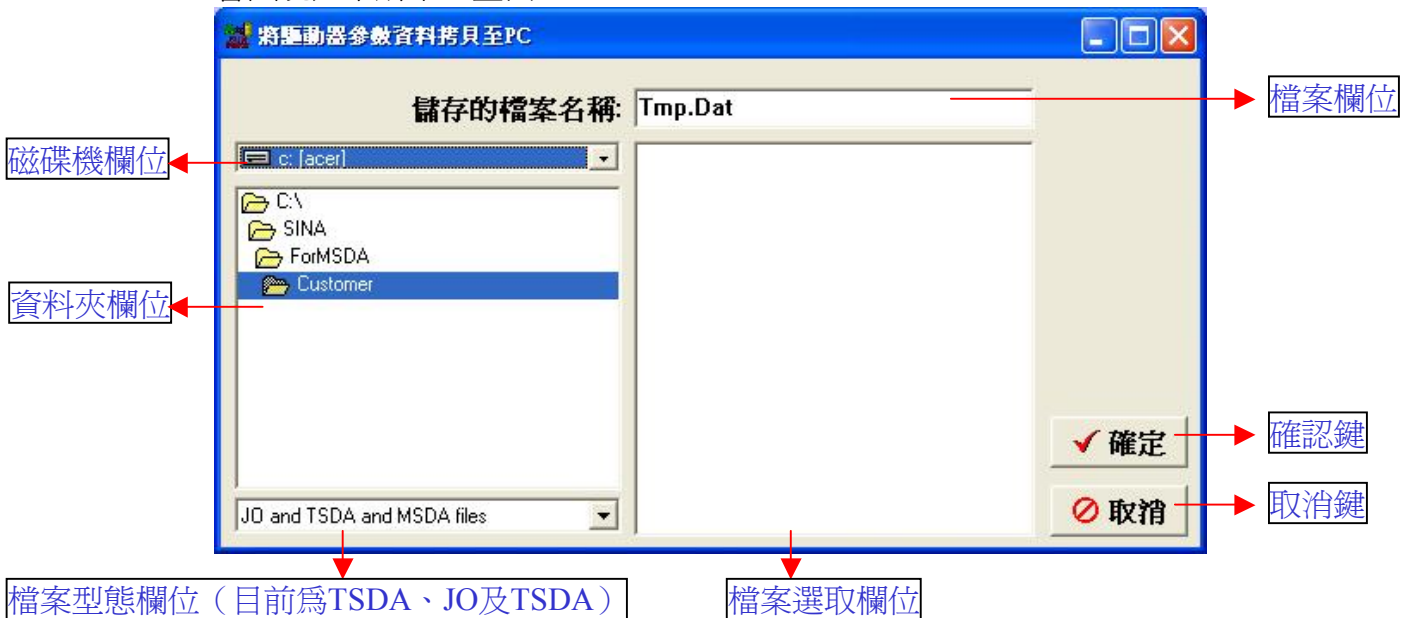 將驅動器參數資料拷貝至PC
儲存的檔案名稱: Tmp.Dat
檔案欄位
磁碟機欄位
c: [acer]
C:\
SINA
ForMSDA
Customer
資料夾欄位
確定
確認鍵
JO and TSDA and MSDA files
取消
取消鍵
檔案型態欄位（目前爲TSDA、JO及TSDA）
檔案選取欄位